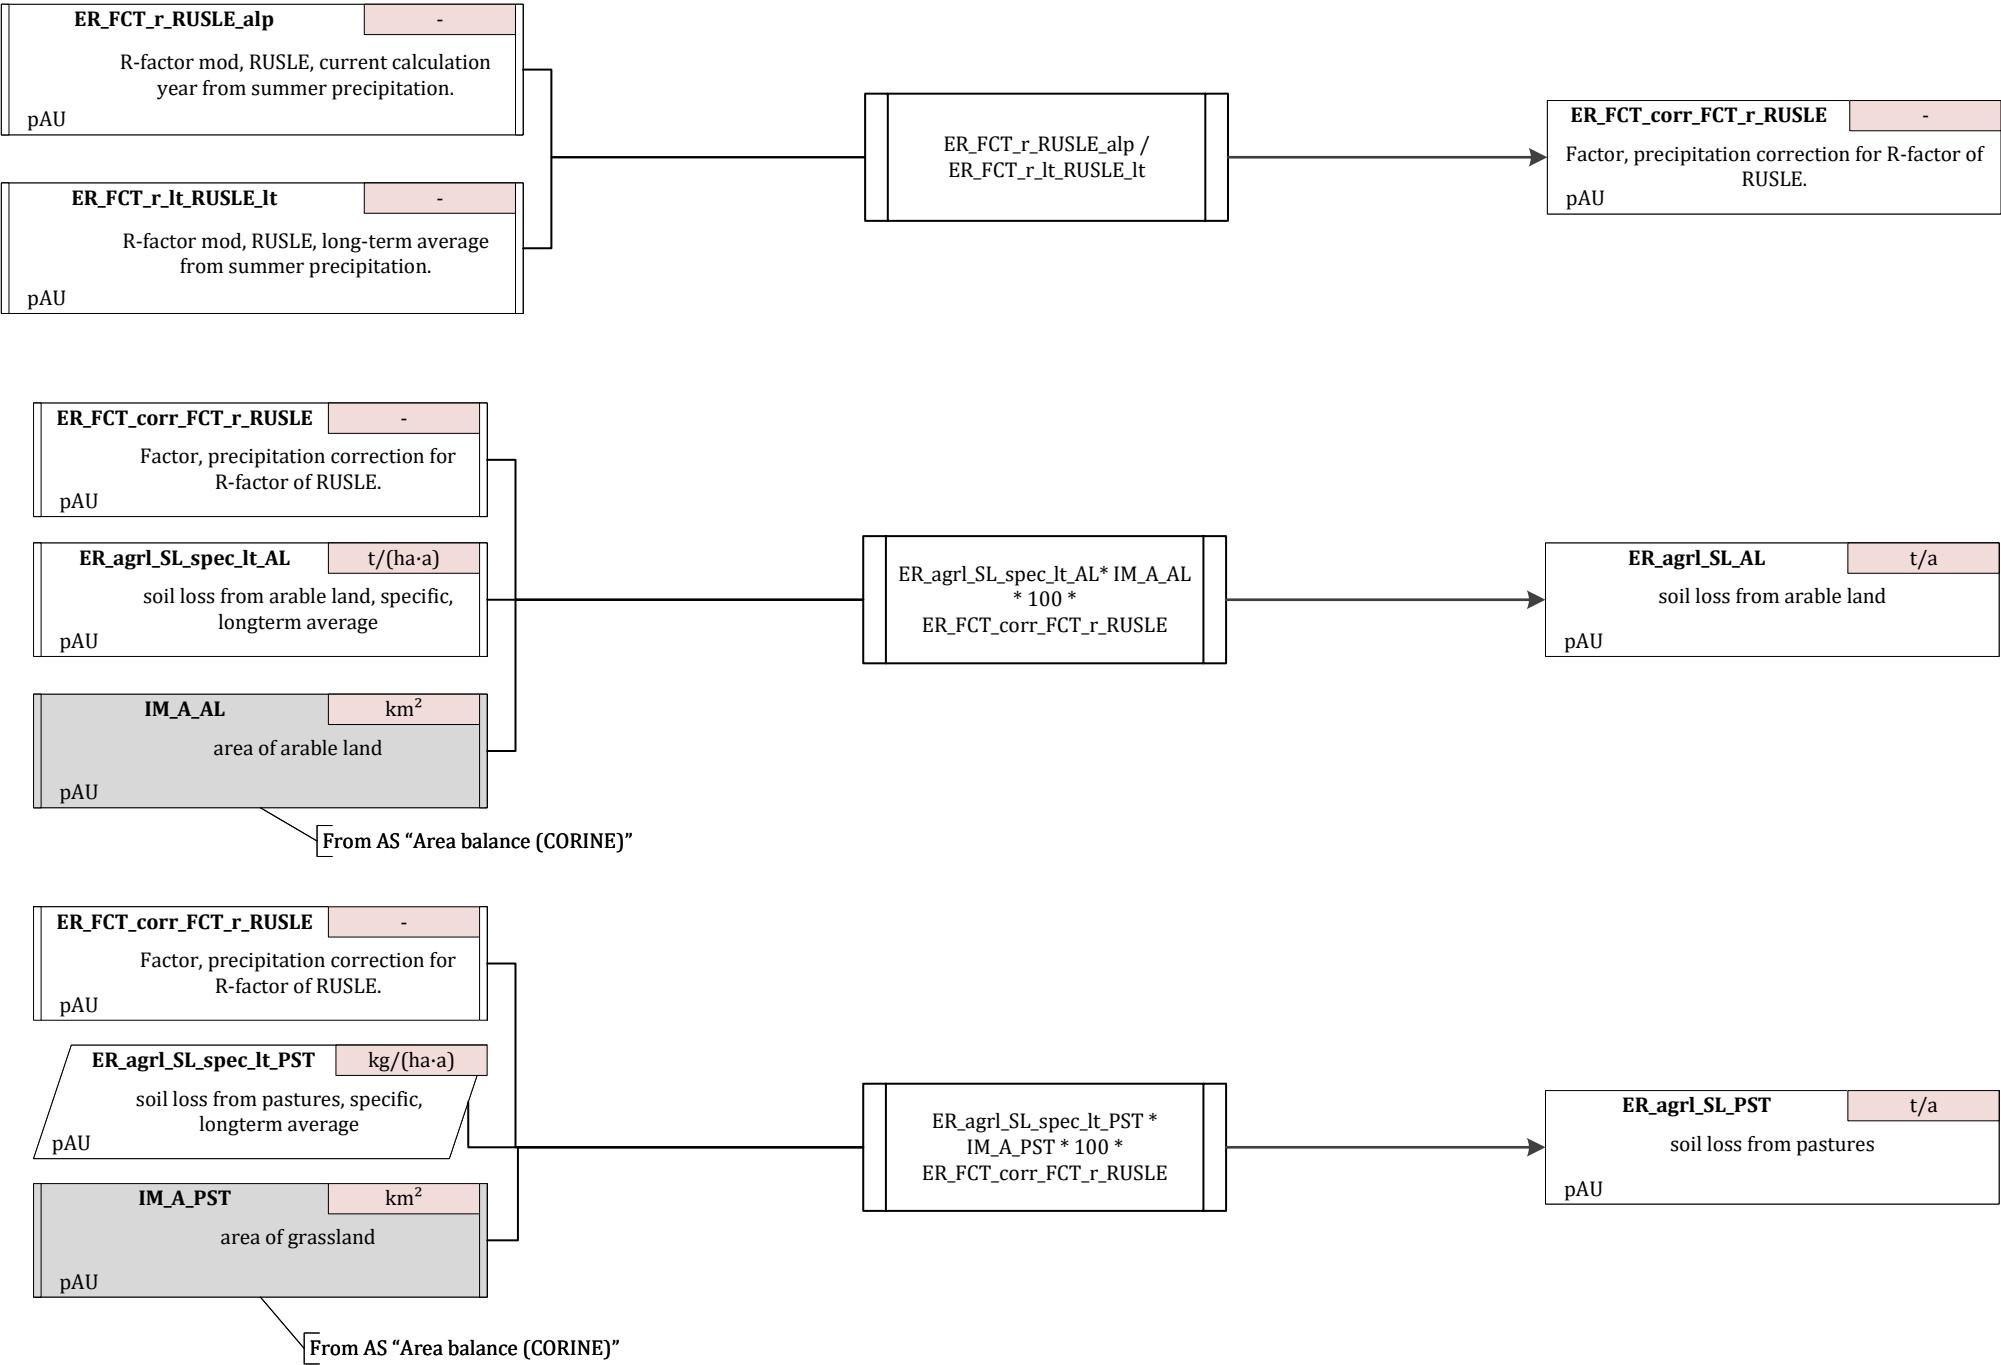 ER_FCT_r_RUSLE_alp -
R-factor mod, RUSLE, current calculation
year from summer precipitation.
pAU
ER_FCT_r_lt_RUSLE_lt -
R-factor mod, RUSLE, long-term average
from summer precipitation.
pAU
ER_FCT_r_RUSLE_alp /
ER_FCT_r_lt_RUSLE_lt
ER_FCT_corr_FCT_r_RUSLE -
Factor, precipitation correction for R-factor of
RUSLE.
pAU
ER_FCT_corr_FCT_r_RUSLE -
Factor, precipitation correction for
R-factor of RUSLE.
pAU
ER_agrl_SL_spec_lt_AL t/(ha·a)
soil loss from arable land, specific,
longterm average
pAU
IM_A_AL km²
area of arable land
pAU
From AS “Area balance (CORINE)”
ER_agrl_SL_spec_lt_AL* IM_A_AL
* 100 *
ER_FCT_corr_FCT_r_RUSLE
ER_agrl_SL_AL t/a
soil loss from arable land
pAU
ER_FCT_corr_FCT_r_RUSLE -
Factor, precipitation correction for
R-factor of RUSLE.
pAU
ER_agrl_SL_spec_lt_PST kg/(ha·a)
soil loss from pastures, specific,
longterm average
pAU
IM_A_PST km²
area of grassland
pAU
From AS “Area balance (CORINE)”
ER_agrl_SL_spec_lt_PST *
IM_A_PST * 100 *
ER_FCT_corr_FCT_r_RUSLE
ER_agrl_SL_PST t/a
soil loss from pastures
pAU